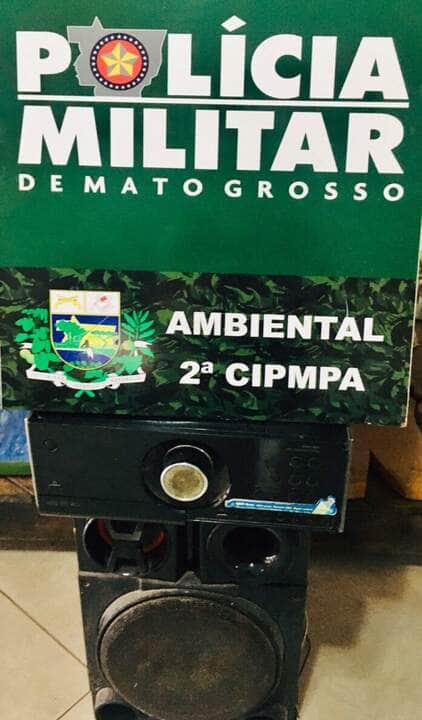 POLÍCIA
MILITAR
DE MATO GROSSO
AMBIENTAL
2ª CIPMPA